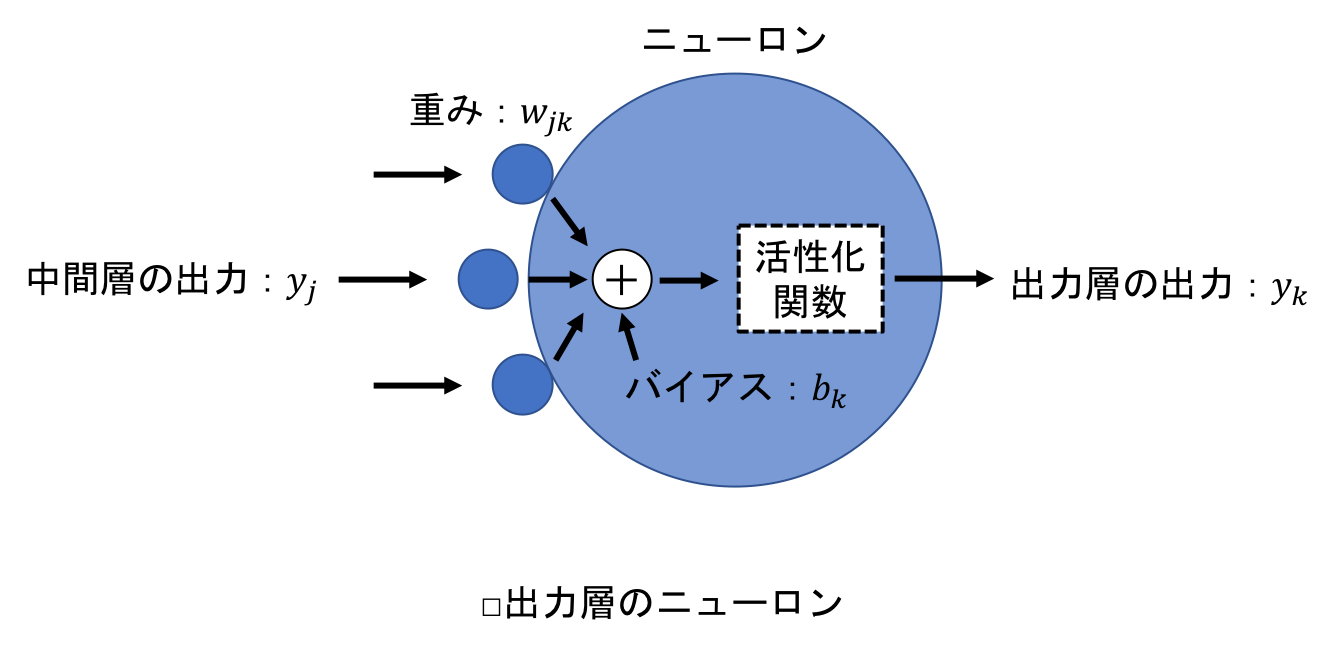 ニューロン
重み：w_{jk}
中間層の出力：y_j
+
活性化
関数
出力層の出力：y_k
バイアス：b_k
□出力層のニューロン